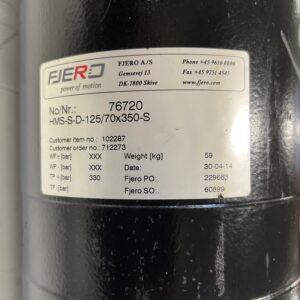 FJERO
power of motion
FJERO A/S
Gemsevej 13
DK-7800 Skive
Phone +45 9616 0000
Fax +45 9751 4545
www.fjero.com
No/Nr.: 76720
HMS-S-D-125/70x350-S
Customer item no.: 102287
Customer order no.: 712273
WP+ [bar] XXX Weight [kg] 59
WP- [bar] XXX Date: 30-04-14
TP + [bar] 330 Fjero PO: 229663
TP - [bar] Fjero SO: 60899